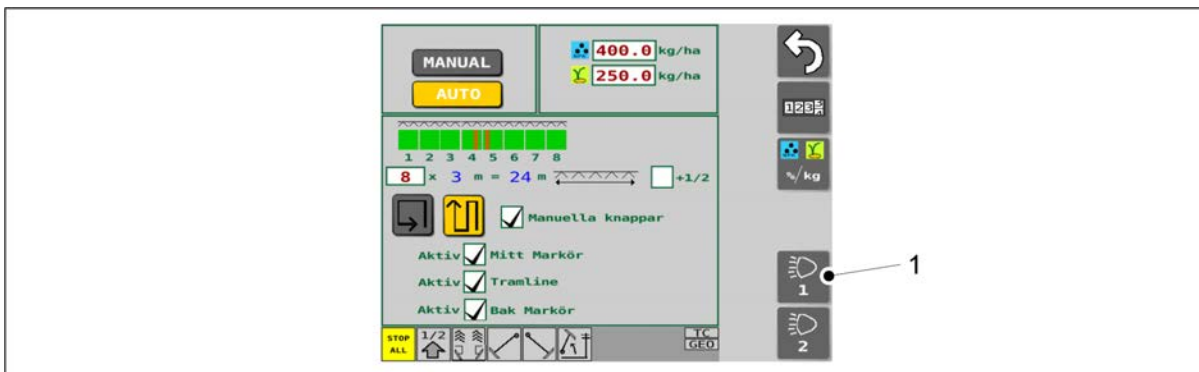 MANUAL
AUTO
400.0 kg/ha
250.0 kg/ha
1 2 3 4 5 6 7 8
8 x 3 m = 24 m +1/2
Manuella knappar
Aktiv Mitt Markör
Aktiv Tramline
Aktiv Bak Markör
STOP ALL
1/2
TC
GEO
%/kg
1
2
1